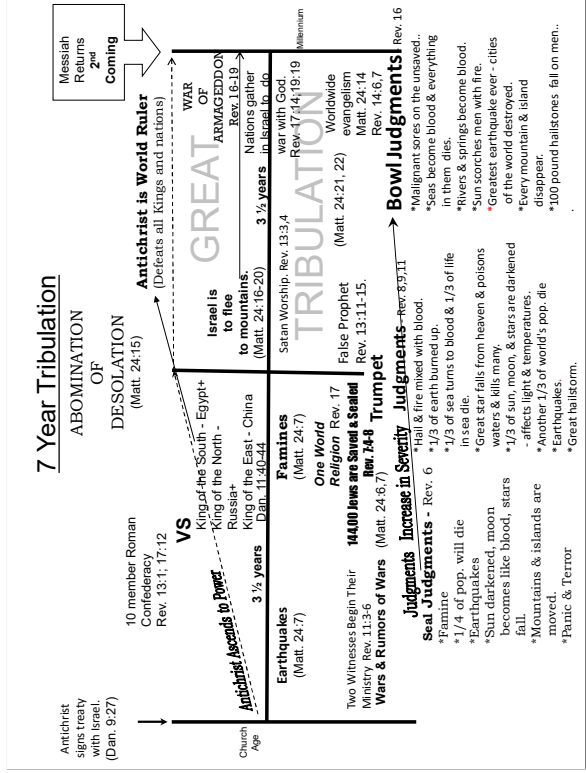 7 Year Tribulation
Antichrist
signs treaty
with Israel.
(Dan. 9:27)
10 member Roman
Confederacy
Rev. 13:1; 17:12
ABOMINATION
OF
DESOLATION
(Matt. 24:15)
Antichrist is World Ruler
(Defeats all Kings and nations)
Messiah
Returns
2nd
Coming
VS
King of the South - Egypt+
King of the North -
Russia+
King of the East - China
Dan. 11:40-44
Antichrist Ascends to Power
3 ½ years
Church
Age
GREAT
Israel is
to flee
to mountains.
(Matt. 24:16-20)
3 ½ years
WAR
OF
ARMAGEDDON
Rev. 16-19
Nations gather
in Israel to do
war with God.
Rev. 17:14;19:19
Millennium
Earthquakes
(Matt. 24:7)
Famines
(Matt. 24:7)
One World
Religion Rev. 17
144,00 Jews are Saved & Sealed
Rev. 7:4-8
Two Witnesses Begin Their
Ministry Rev. 11:3-6
Wars & Rumors of Wars (Matt. 24:6,7)
Satan Worship. Rev. 13:3,4
TRIBULATION
(Matt. 24:21, 22)
False Prophet
Rev. 13:11-15.
Worldwide
evangelism
Matt. 24:14
Rev. 14:6,7
Judgments Increase in Severity
Seal Judgments - Rev. 6
*Famine
*1/4 of pop. will die
*Earthquakes
*Sun darkened, moon
becomes like blood, stars
fall.
*Mountains & islands are
moved.
*Panic & Terror
Trumpet
Judgments - Rev. 8,9,11
*Hail & fire mixed with blood.
*1/3 of earth burned up.
*1/3 of sea turns to blood & 1/3 of life
in sea die.
*Great star falls from heaven & poisons
waters & kills many.
*1/3 of sun, moon, & stars are darkened
- affects light & temperatures.
*Another 1/3 of world's pop. die
*Earthquakes.
*Great hailstorm.
Bowl Judgments Rev. 16
*Malignant sores on the unsaved..
*Seas become blood & everything
in them dies.
*Rivers & springs become blood.
*Sun scorches men with fire.
*Greatest earthquake ever - cities
of the world destroyed.
*Every mountain & island
disappear.
*100 pound hailstones fall on men..
.